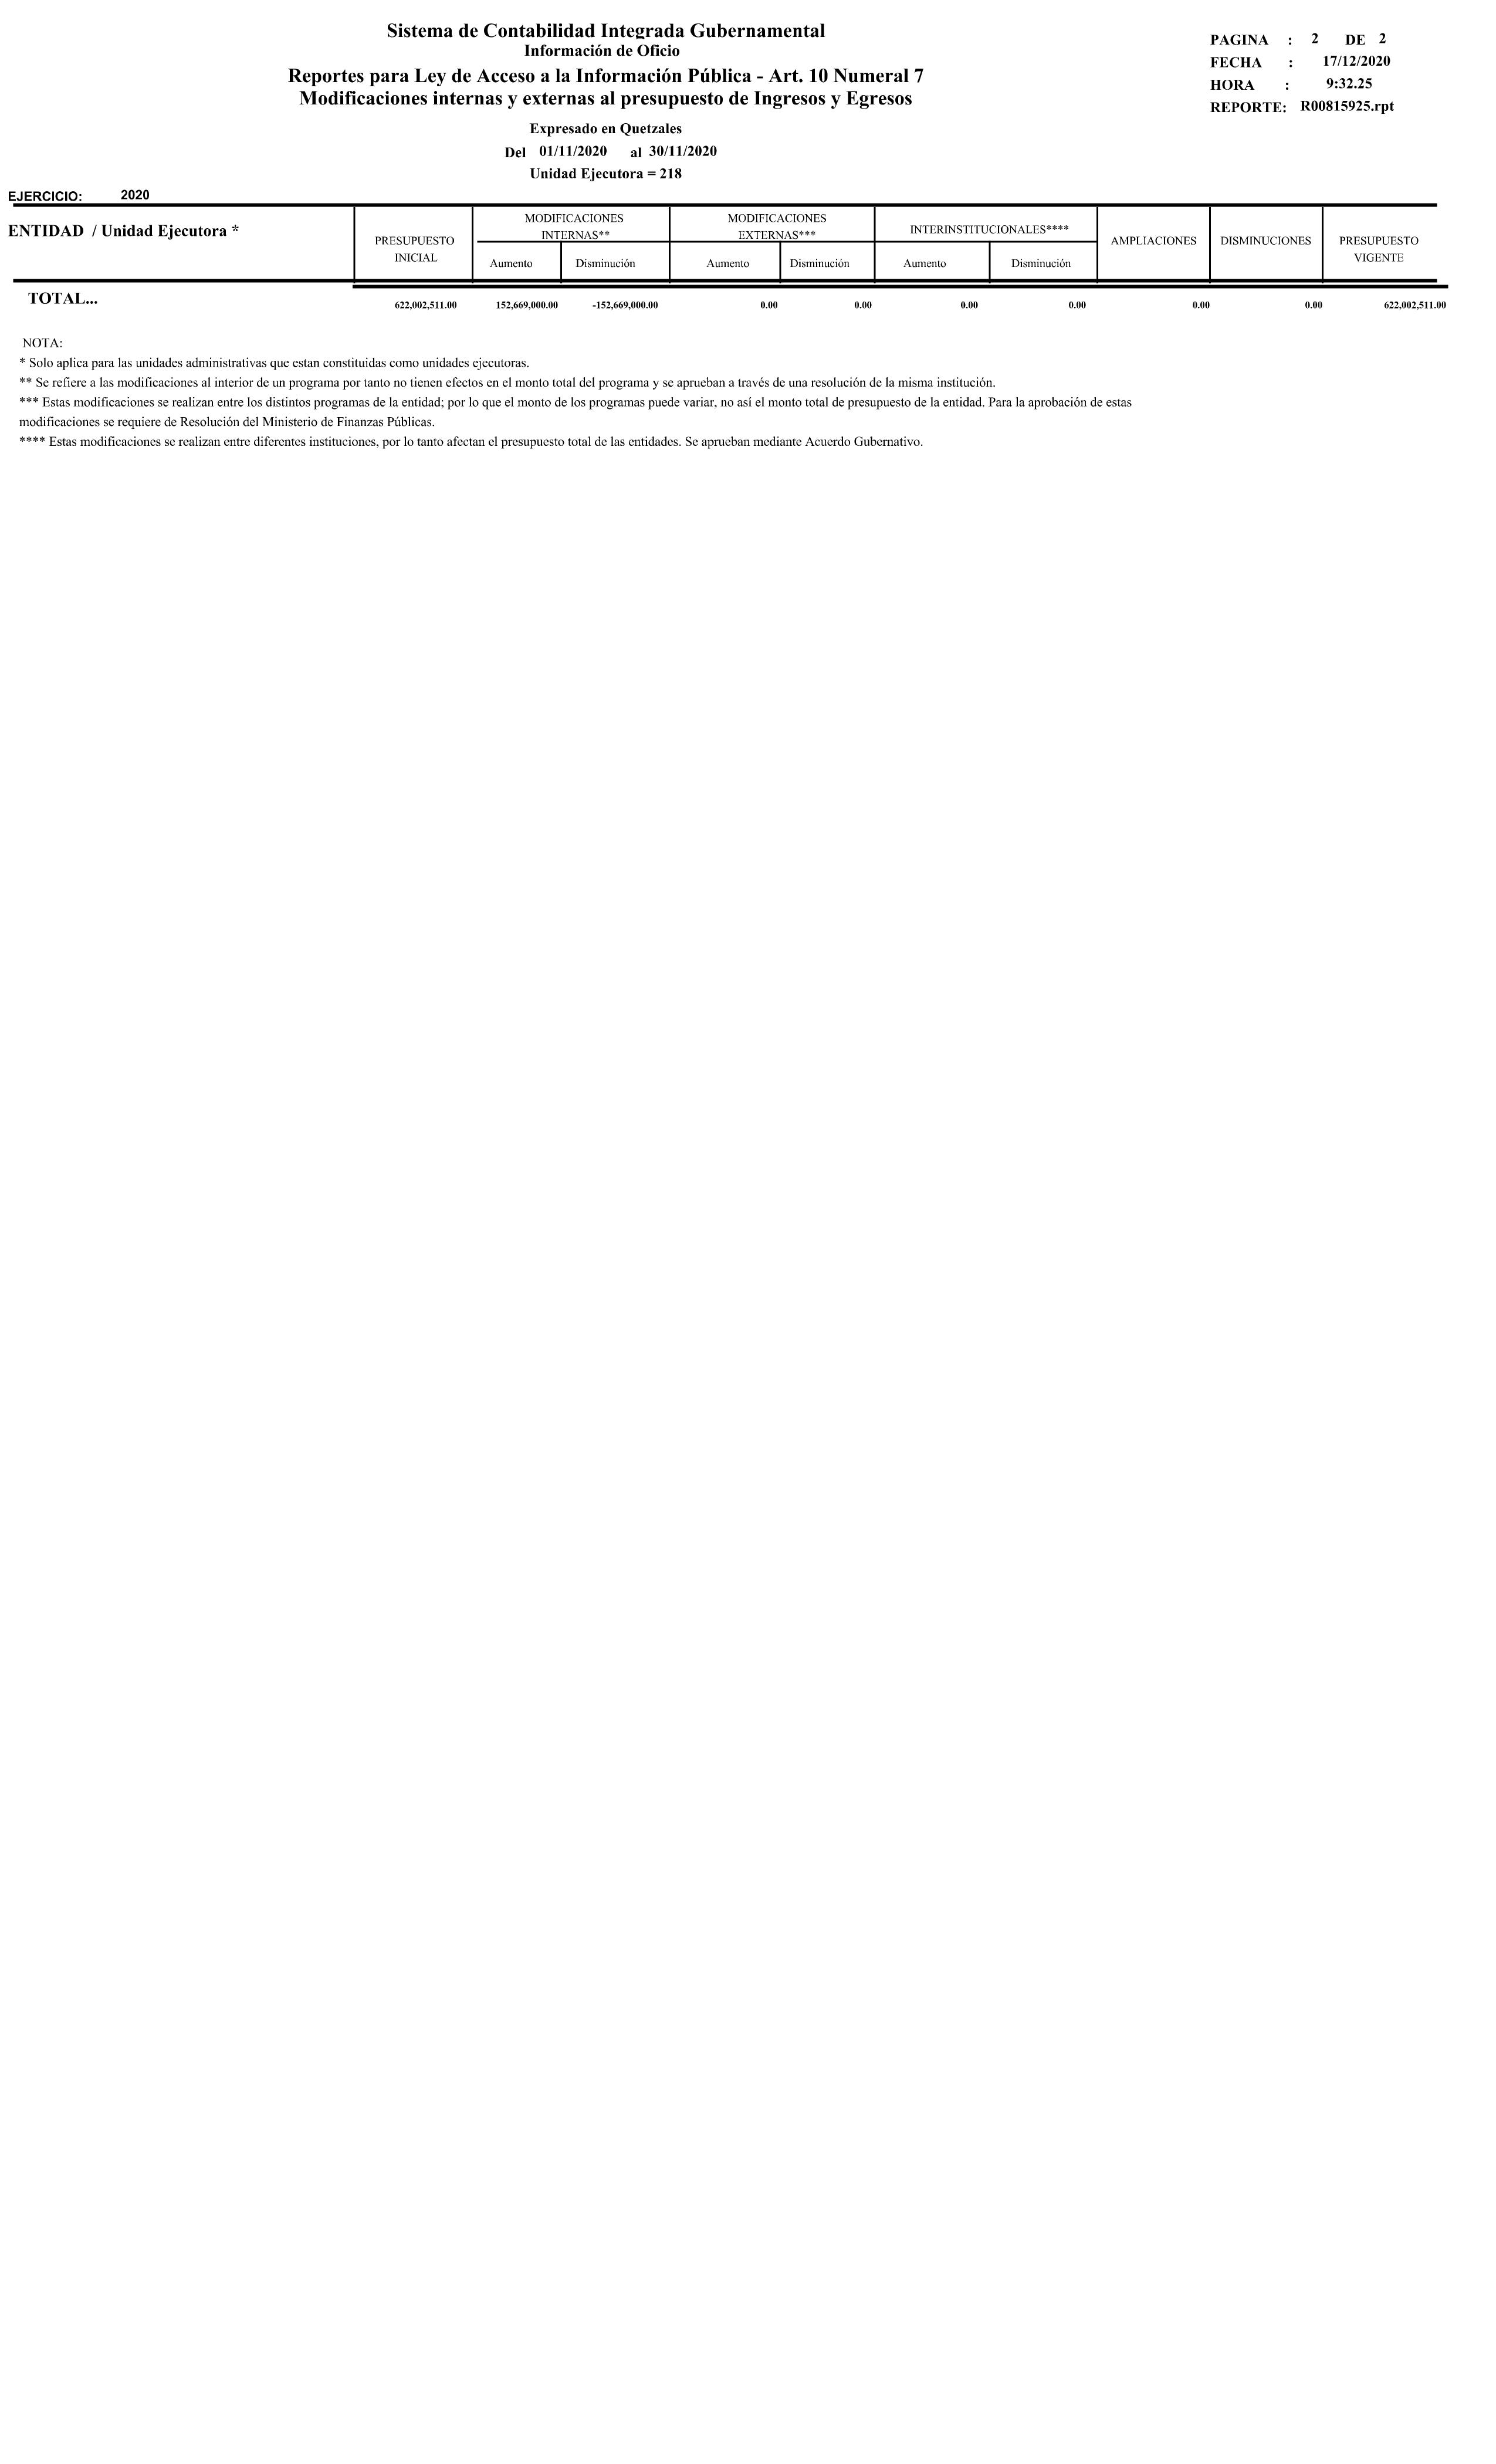 Sistema de Contabilidad Integrada Gubernamental
Información de Oficio
Reportes para Ley de Acceso a la Información Pública - Art. 10 Numeral 7
Modificaciones internas y externas al presupuesto de Ingresos y Egresos
Expresado en Quetzales
Del 01/11/2020 al 30/11/2020
Unidad Ejecutora = 218
PAGINA : 2 DE 2
FECHA : 17/12/2020
HORA : 9:32.25
REPORTE: R00815925.rpt
EJERCICIO: 2020
ENTIDAD / Unidad Ejecutora *
PRESUPUESTO
INICIAL
MODIFICACIONES
INTERNAS**
Aumento Disminución
MODIFICACIONES
EXTERNAS***
Aumento Disminución
INTERINSTITUCIONALES****
Aumento Disminución
AMPLIACIONES
DISMINUCIONES
PRESUPUESTO
VIGENTE
TOTAL... 622,002,511.00 152,669,000.00 -152,669,000.00 0.00 0.00 0.00 0.00 0.00 0.00 622,002,511.00
NOTA:
* Solo aplica para las unidades administrativas que estan constituidas como unidades ejecutoras.
** Se refiere a las modificaciones al interior de un programa por tanto no tienen efectos en el monto total del programa y se aprueban a través de una resolución de la misma institución.
*** Estas modificaciones se realizan entre los distintos programas de la entidad; por lo que el monto de los programas puede variar, no así el monto total de presupuesto de la entidad. Para la aprobación de estas
modificaciones se requiere de Resolución del Ministerio de Finanzas Públicas.
**** Estas modificaciones se realizan entre diferentes instituciones, por lo tanto afectan el presupuesto total de las entidades. Se aprueban mediante Acuerdo Gubernativo.